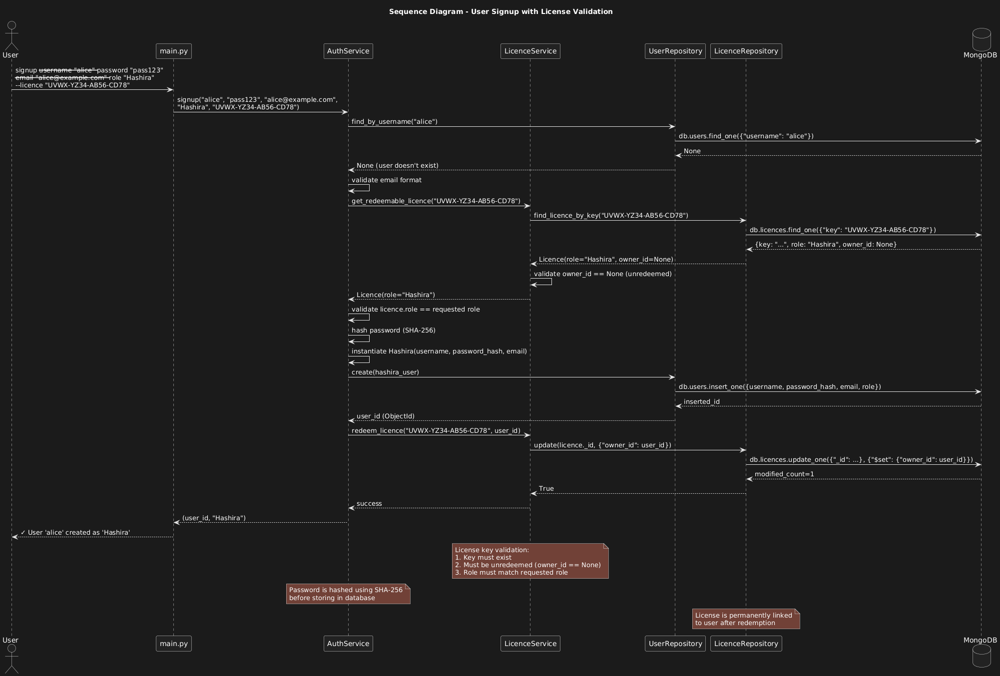 Sequence Diagram - User Signup with License Validation
User
main.py
AuthService
LicenceService
UserRepository
LicenceRepository
MongoDB
signup username "alice" password "pass123"
email "alice@example.com" role "Hashira"
--licence "UVWX-YZ34-AB56-CD78"
signup("alice", "pass123", "alice@example.com",
"Hashira", "UVWX-YZ34-AB56-CD78")
find_by_username("alice")
db.users.find_one({"username": "alice"})
None
None (user doesn't exist)
validate email format
get_redeemable_licence("UVWX-YZ34-AB56-CD78")
find_licence_by_key("UVWX-YZ34-AB56-CD78")
db.licences.find_one({"key": "UVWX-YZ34-AB56-CD78"})
{key: "...", role: "Hashira", owner_id: None}
Licence(role="Hashira", owner_id=None)
validate owner_id == None (unredeemed)
Licence(role="Hashira")
validate licence.role == requested role
hash password (SHA-256)
instantiate Hashira(username, password_hash, email)
create(hashira_user)
db.users.insert_one({username, password_hash, email, role})
inserted_id
user_id (ObjectId)
redeem_licence("UVWX-YZ34-AB56-CD78", user_id)
update(licence._id, {"owner_id": user_id})
db.licences.update_one({"_id": ...}, {"$set": {"owner_id": user_id}})
modified_count=1
True
success
(user_id, "Hashira")
✓ User 'alice' created as 'Hashira'
License key validation:
1. Key must exist
2. Must be unredeemed (owner_id == None)
3. Role must match requested role
Password is hashed using SHA-256
before storing in database
License is permanently linked
to user after redemption
User
main.py
AuthService
LicenceService
UserRepository
LicenceRepository
MongoDB